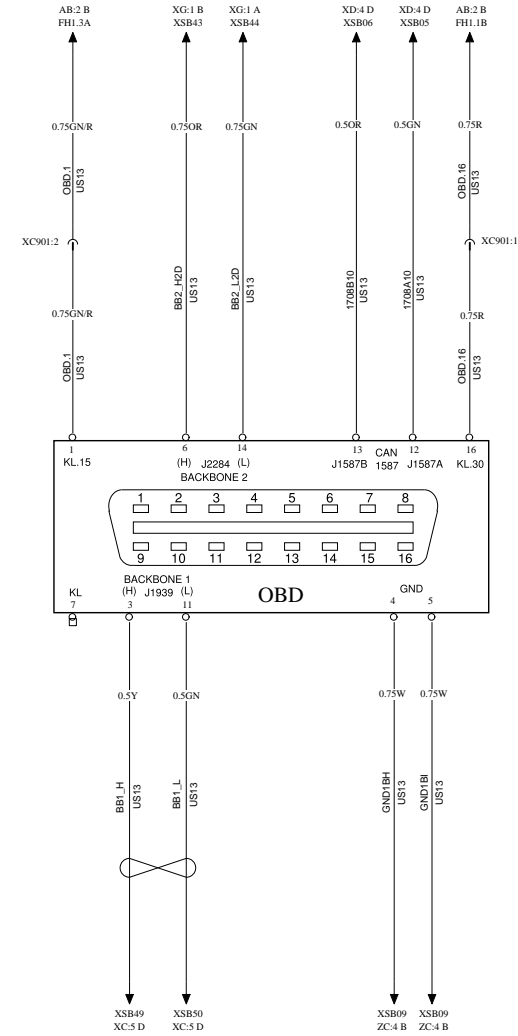 AB:2 B XG:1 B XG:1 A XD:4 D XD:4 D AB:2 B
FH1.3A XSB43 XSB44 XSB06 XSB05 FH1.1B
0.75GN/R 0.75OR 0.75GN 0.5OR 0.5GN 0.75R
OBD.1
US13
OBD.16
US13
XC901:2
XC901:1
BB2_H2D
US13
BB2_L2D
US13
1708B10
US13
1708A10
US13
0.75GN/R
0.75R
OBD.1
US13
OBD.16
US13
1 6 14 13 12 16
KL.15 (H) J2284 (L) J1587B CAN 1587 J1587A KL.30
BACKBONE 2
1 2 3 4 5 6 7 8
9 10 11 12 13 14 15 16
BACKBONE 1
KL (H) J1939 (L) OBD GND
7 3 11 4 5
0.5Y 0.5GN 0.75W 0.75W
BB1_H
US13
BB1_L
US13
GND1BH
US13
GND1BI
US13
XSB49 XSB50 XSB09 XSB09
XC:5 D XC:5 D ZC:4 B ZC:4 B